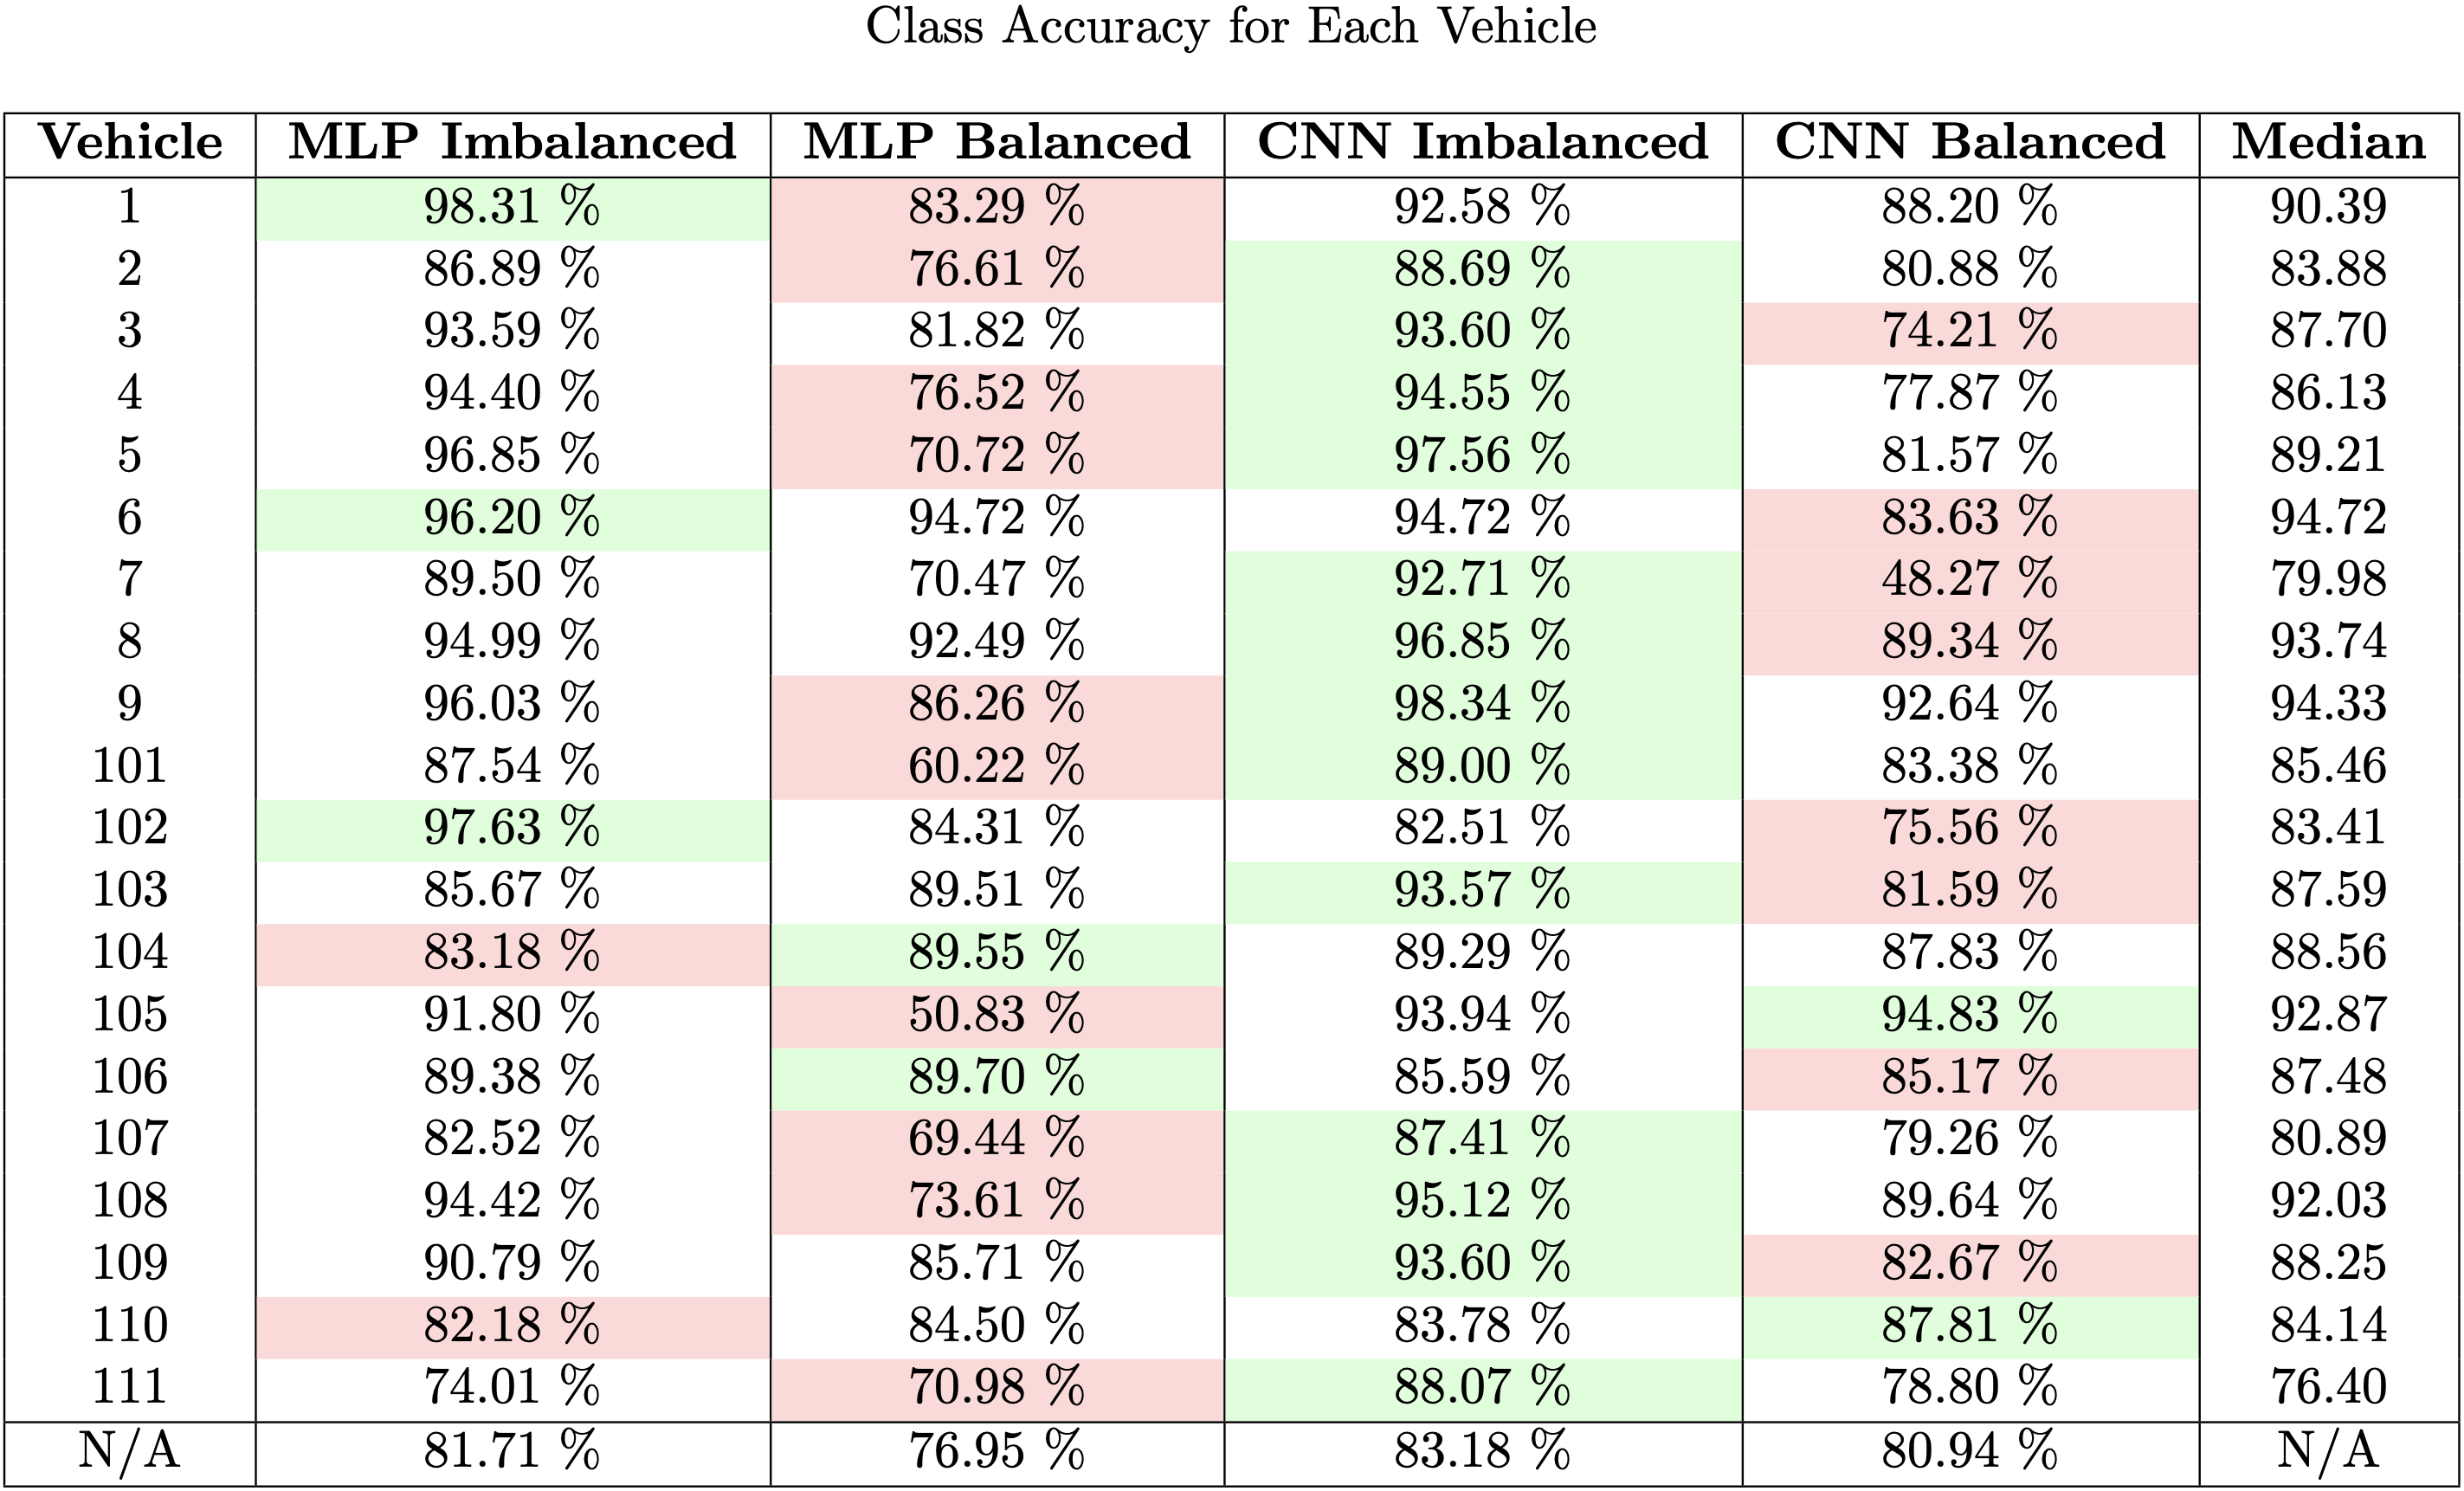 Class Accuracy for Each Vehicle
Vehicle MLP Imbalanced MLP Balanced CNN Imbalanced CNN Balanced Median
1 98.31 % 83.29 % 92.58 % 88.20 % 90.39
2 86.89 % 76.61 % 88.69 % 80.88 % 83.88
3 93.59 % 81.82 % 93.60 % 74.21 % 87.70
4 94.40 % 76.52 % 94.55 % 77.87 % 86.13
5 96.85 % 70.72 % 97.56 % 81.57 % 89.21
6 96.20 % 94.72 % 94.72 % 83.63 % 94.72
7 89.50 % 70.47 % 92.71 % 48.27 % 79.98
8 94.99 % 92.49 % 96.85 % 89.34 % 93.74
9 96.03 % 86.26 % 98.34 % 92.64 % 94.33
101 87.54 % 60.22 % 89.00 % 83.38 % 85.46
102 97.63 % 84.31 % 82.51 % 75.56 % 83.41
103 85.67 % 89.51 % 93.57 % 81.59 % 87.59
104 83.18 % 89.55 % 89.29 % 87.83 % 88.56
105 91.80 % 50.83 % 93.94 % 94.83 % 92.87
106 89.38 % 89.70 % 85.59 % 85.17 % 87.48
107 82.52 % 69.44 % 87.41 % 79.26 % 80.89
108 94.42 % 73.61 % 95.12 % 89.64 % 92.03
109 90.79 % 85.71 % 93.60 % 82.67 % 88.25
110 82.18 % 84.50 % 83.78 % 87.81 % 84.14
111 74.01 % 70.98 % 88.07 % 78.80 % 76.40
N/A 81.71 % 76.95 % 83.18 % 80.94 % N/A